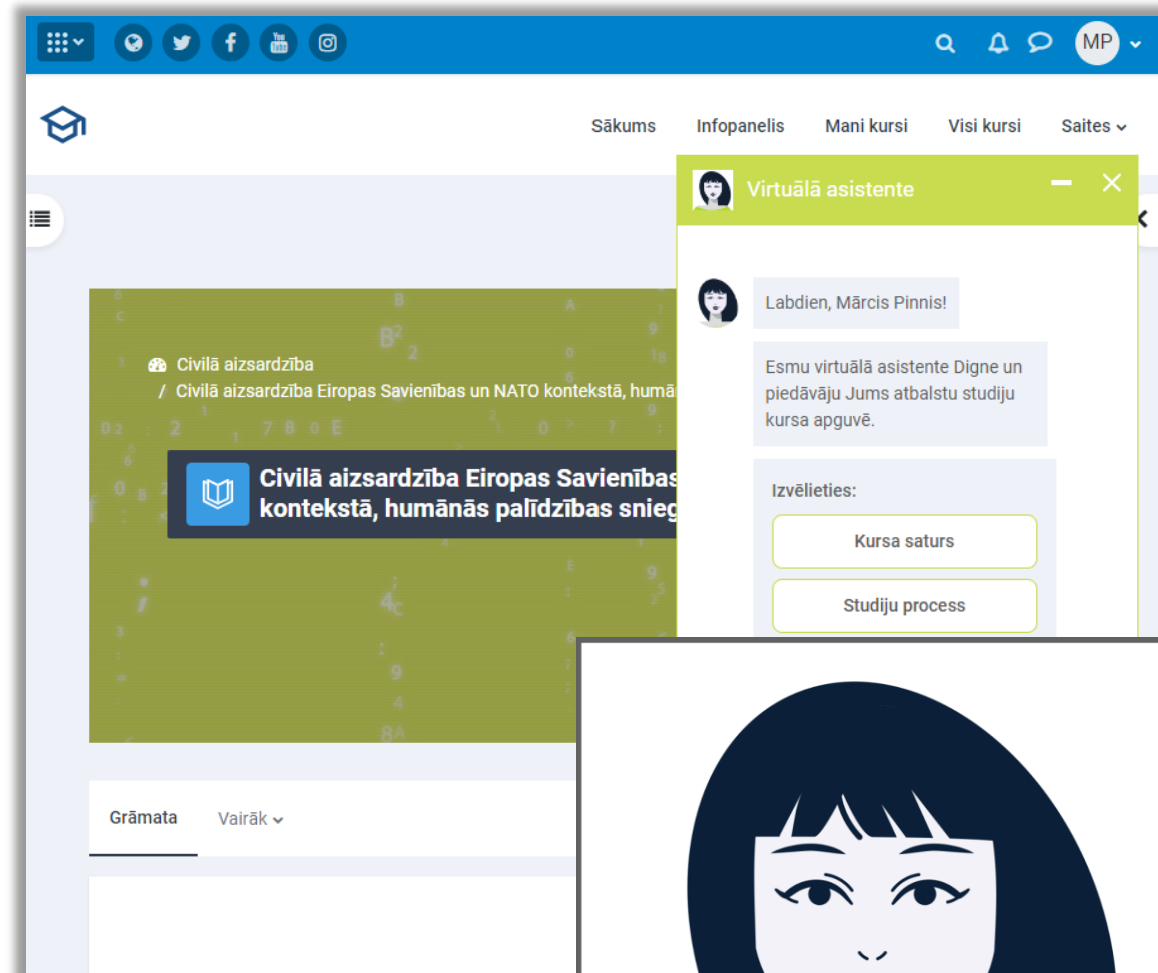 MP
Sākums Infopanelis Mani kursi Visi kursi Saites
Virtuālā asistente
Labdien, Mārcis Pinnis!
Esmu virtuālā asistente Digne un
piedāvāju Jums atbalstu studiju
kursa apguvē.
Izvēlieties:
Kursa saturs
Studiju process
Civilā aizsardzība
/ Civilā aizsardzība Eiropas Savienības un NATO kontekstā, humā
Civilā aizsardzība Eiropas Savienības
kontekstā, humānās palīdzības snieg
Grāmata Vairāk